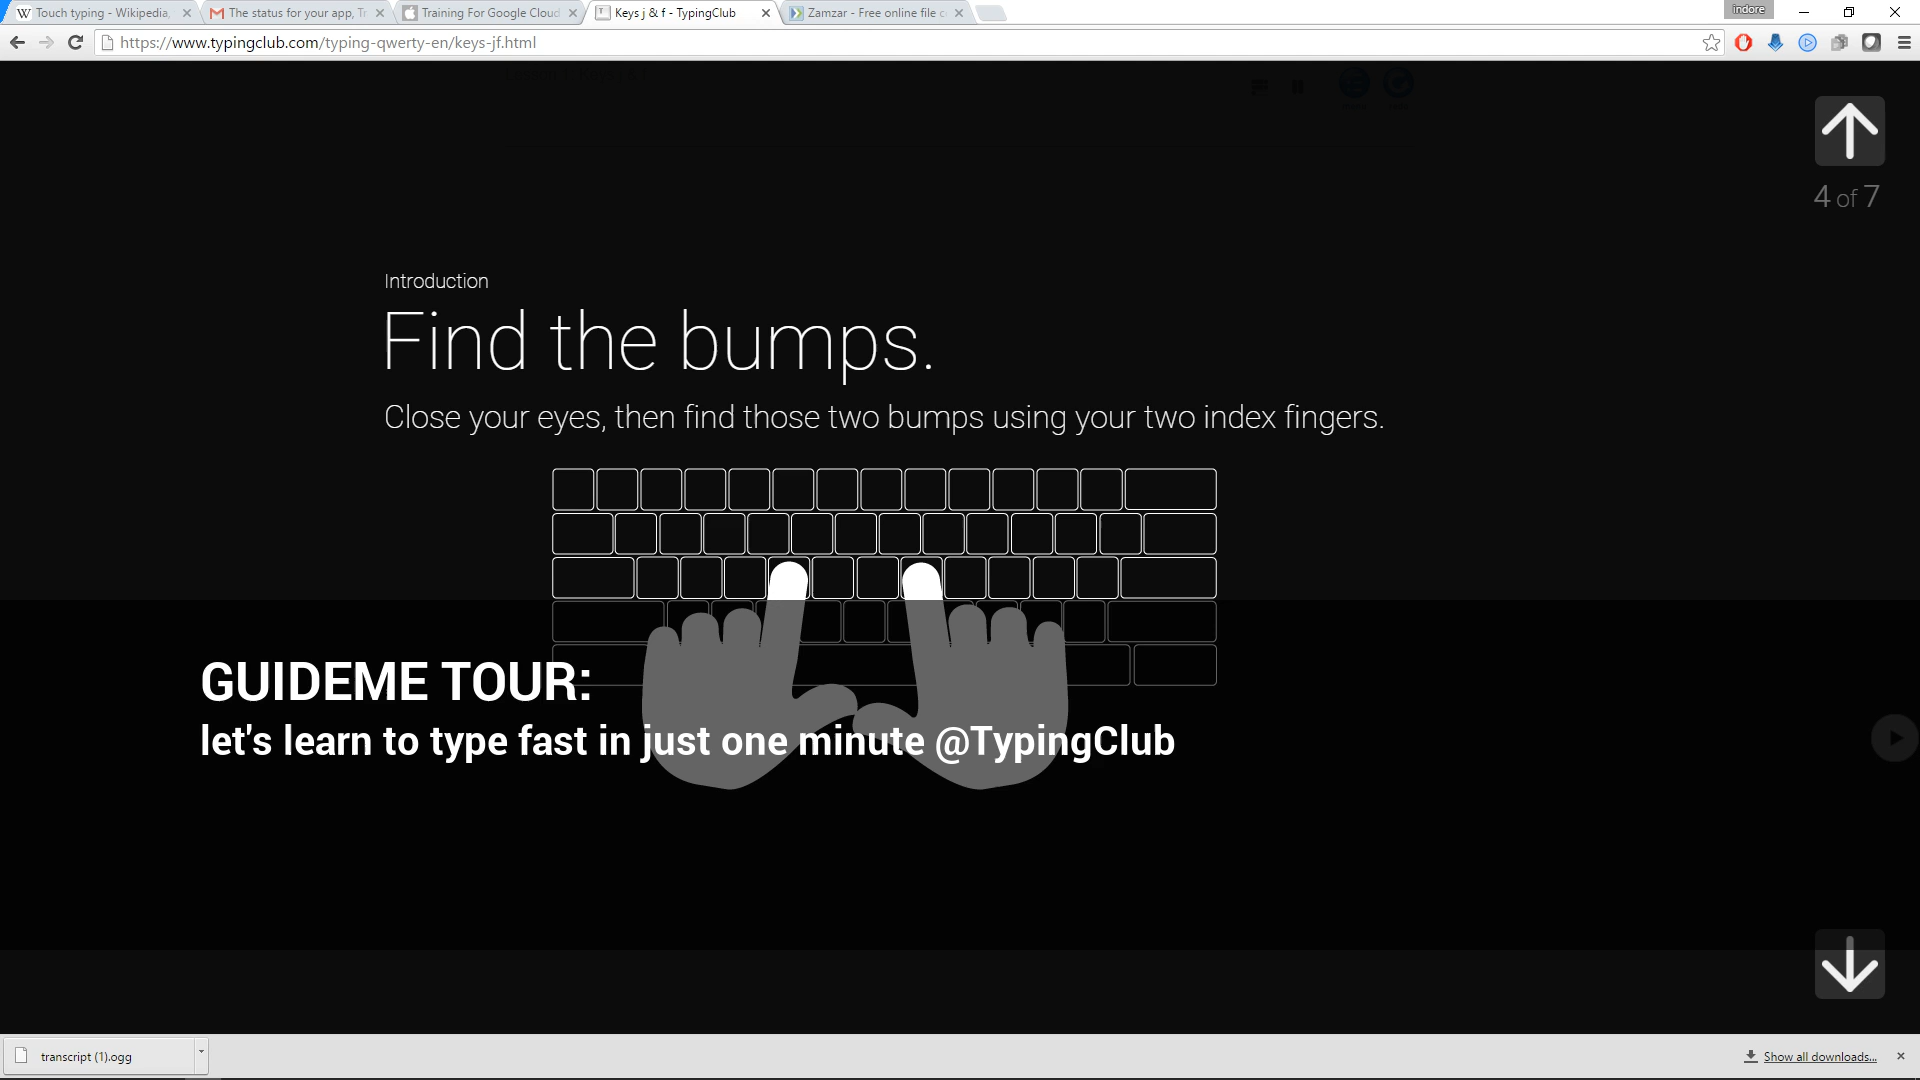 Touch typing - Wikipedia,
The status for your app, Tr
Training For Google Cloud
Keys j & f - TypingClub
Zamzar - Free online file c
indore
https://www.typingclub.com/typing-qwerty-en/keys-jf.html
4 of 7
Introduction
Find the bumps.
Close your eyes, then find those two bumps using your two index fingers.
GUIDEME TOUR:
let's learn to type fast in just one minute @TypingClub
transcript (1).ogg
Show all downloads...